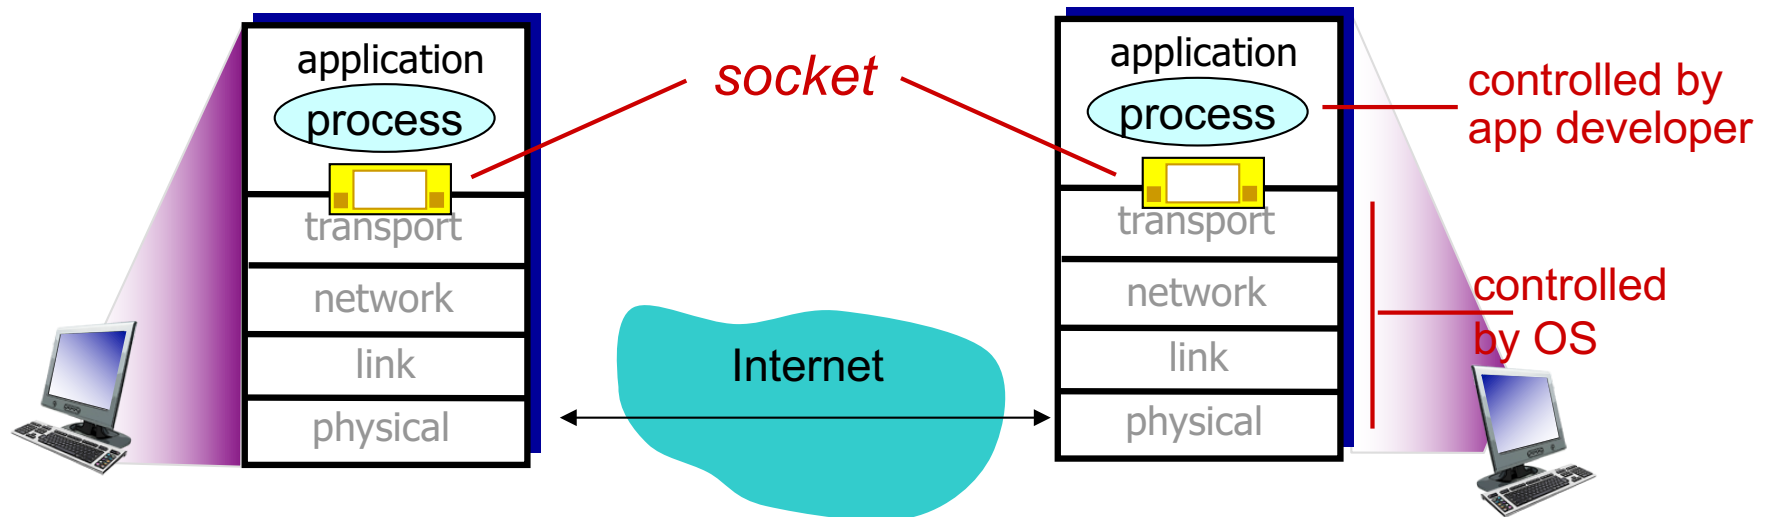 application
process
transport
network
link
physical
socket
Internet
application
process
transport
network
link
physical
controlled by
app developer
controlled
by OS